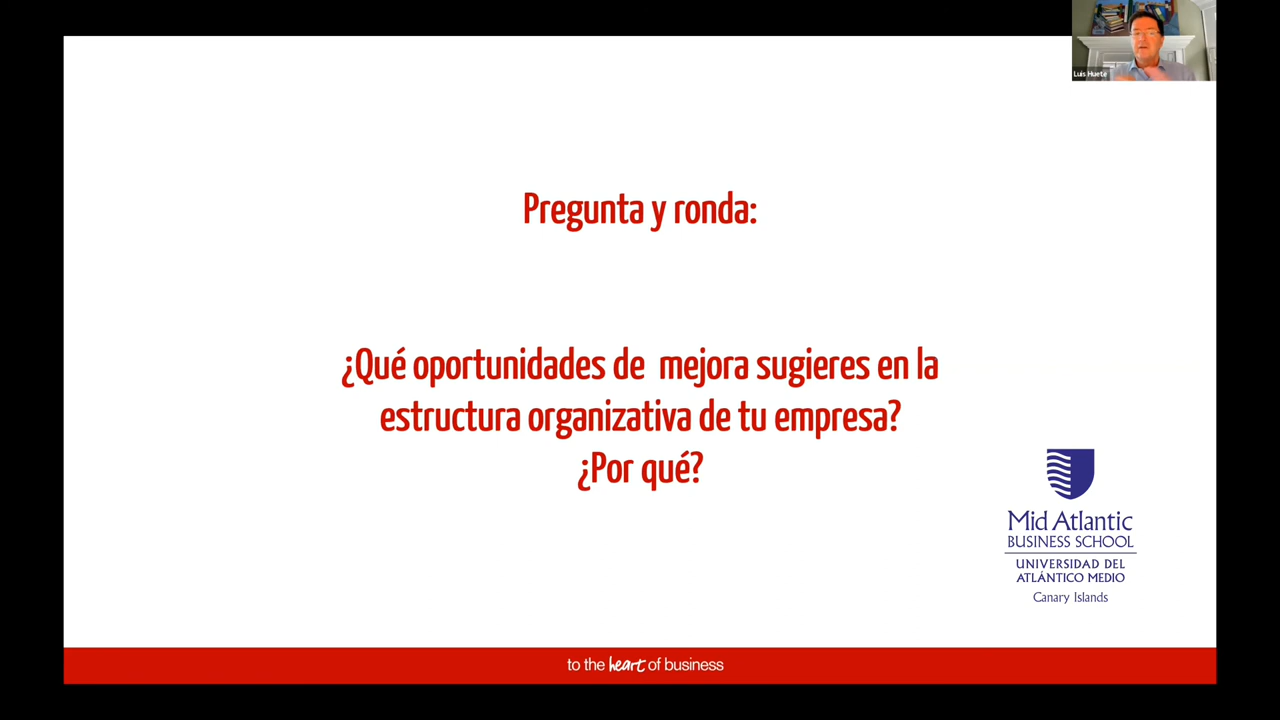 Luis Huete
Pregunta y ronda:
¿Qué oportunidades de mejora sugieres en la
estructura organizativa de tu empresa?
¿Por qué?
Mid Atlantic
BUSINESS SCHOOL
UNIVERSIDAD DEL
ATLÁNTICO MEDIO
Canary Islands
to the heart of business